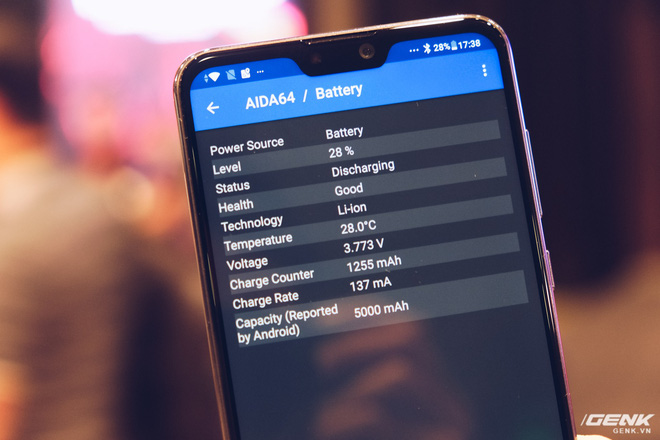 28% 17:38
AIDA64 / Battery
Power Source Battery
Level 28 %
Status Discharging
Health Good
Technology Li-ion
Temperature 28.0°C
Voltage 3.773 V
Charge Counter 1255 mAh
Charge Rate 137 mA
Capacity (Reported
by Android) 5000 mAh
/GENK
GENK.VN